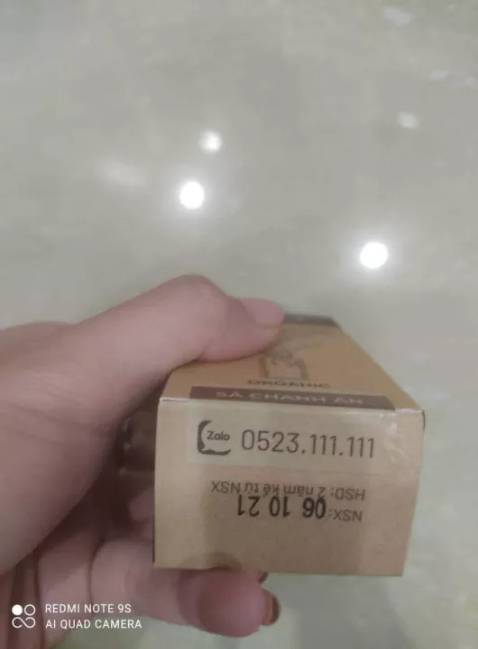 ORGANIC
SẢ CHANH
Zalo 0523.111.111
NSX: 06 10 21
HSD: 2 năm kể từ NSX
REDMI NOTE 9S
AI QUAD CAMERA